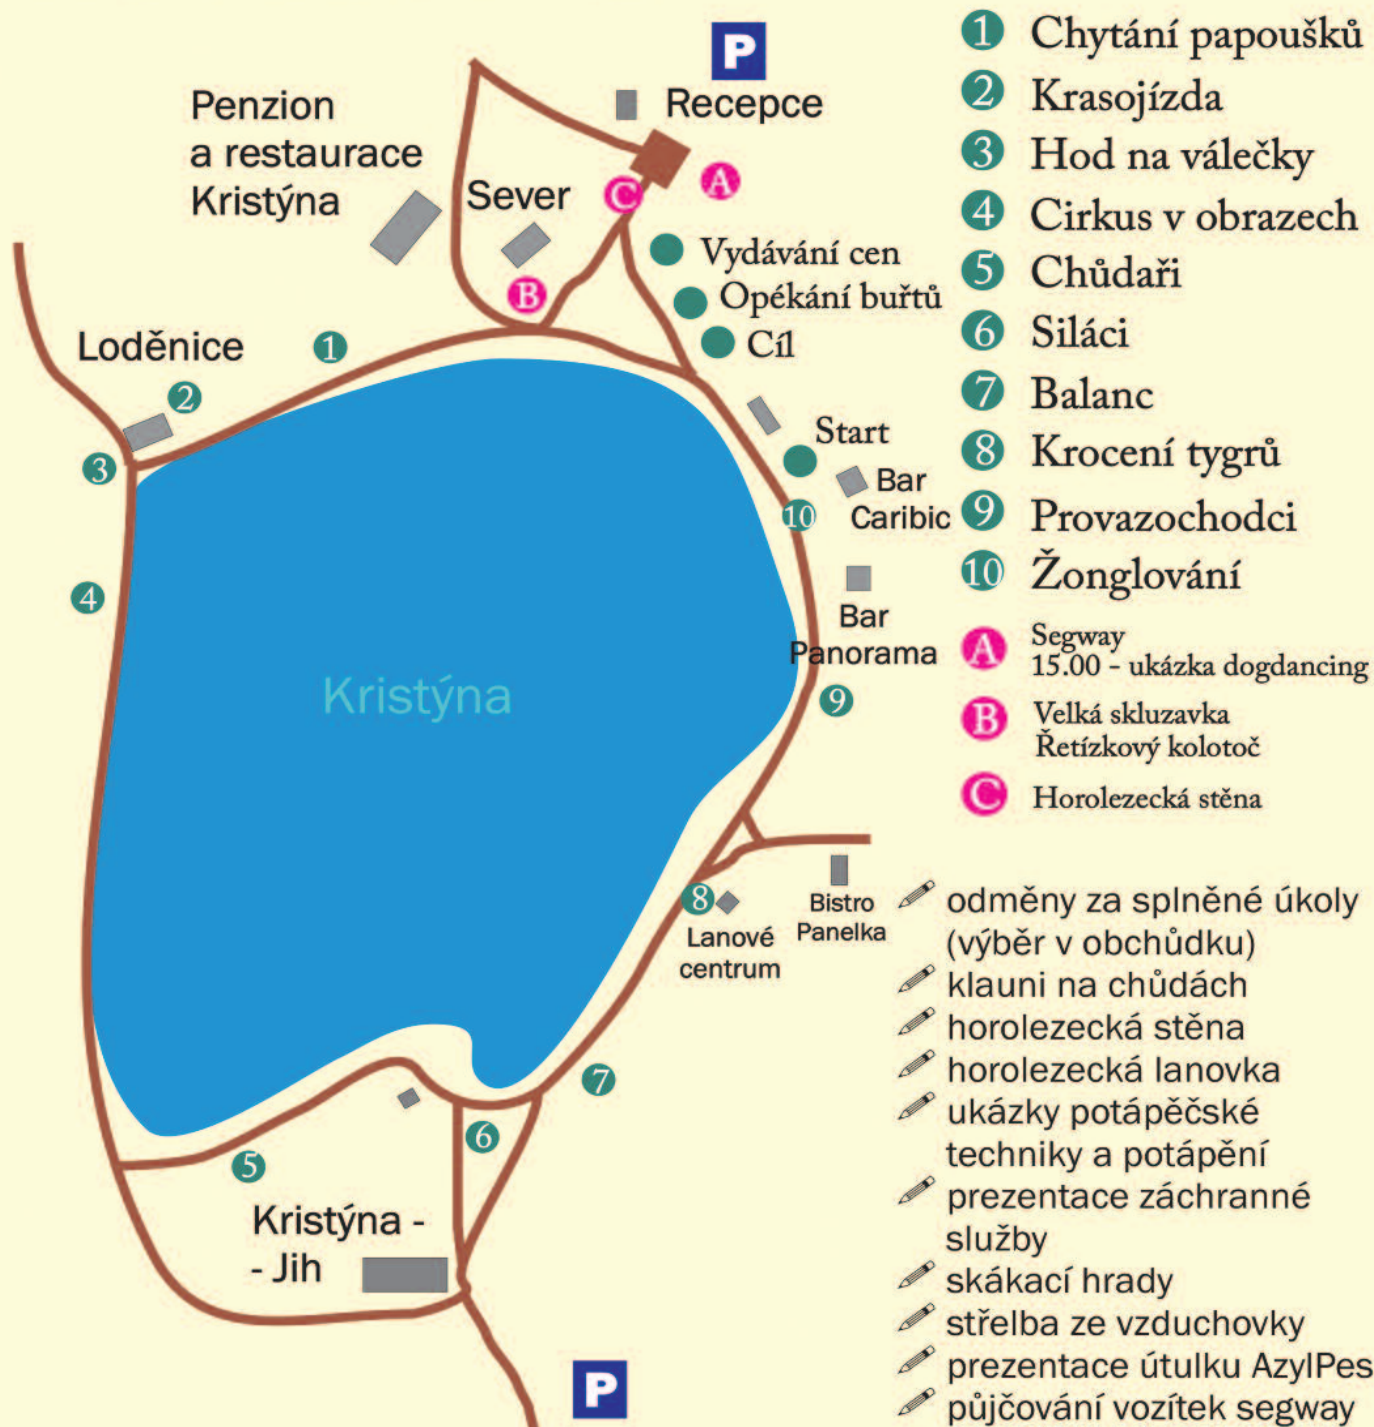 P
Recepce
Penzion
a restaurace
Kristýna
Sever
C
A
B
Vydávání cen
Opékání buřtů
Cíl
Loděnice
1
2
3
4
Start
Bar
Caribic
10
Bar
Panorama
9
Kristýna
8
Lanové
centrum
Bistro
Panelka
7
6
5
Kristýna -
- Jih
P
1 Chytání papoušků
2 Krasojízda
3 Hod na válečky
4 Cirkus v obrazech
5 Chůdaři
6 Siláci
7 Balanc
8 Krocení tygrů
9 Provazochodci
10 Žonglování
A Segway
15.00 - ukázka dogdancing
B Velká skluzavka
Řetízkový kolotoč
C Horolezecká stěna
odměny za splněné úkoly
(výběr v obchůdku)
klauni na chůdách
horolezecká stěna
horolezecká lanovka
ukázky potápěčské
techniky a potápění
prezentace záchranné
služby
skákací hrady
střelba ze vzduchovky
prezentace útulku AzylPes
půjčování vozítek segway